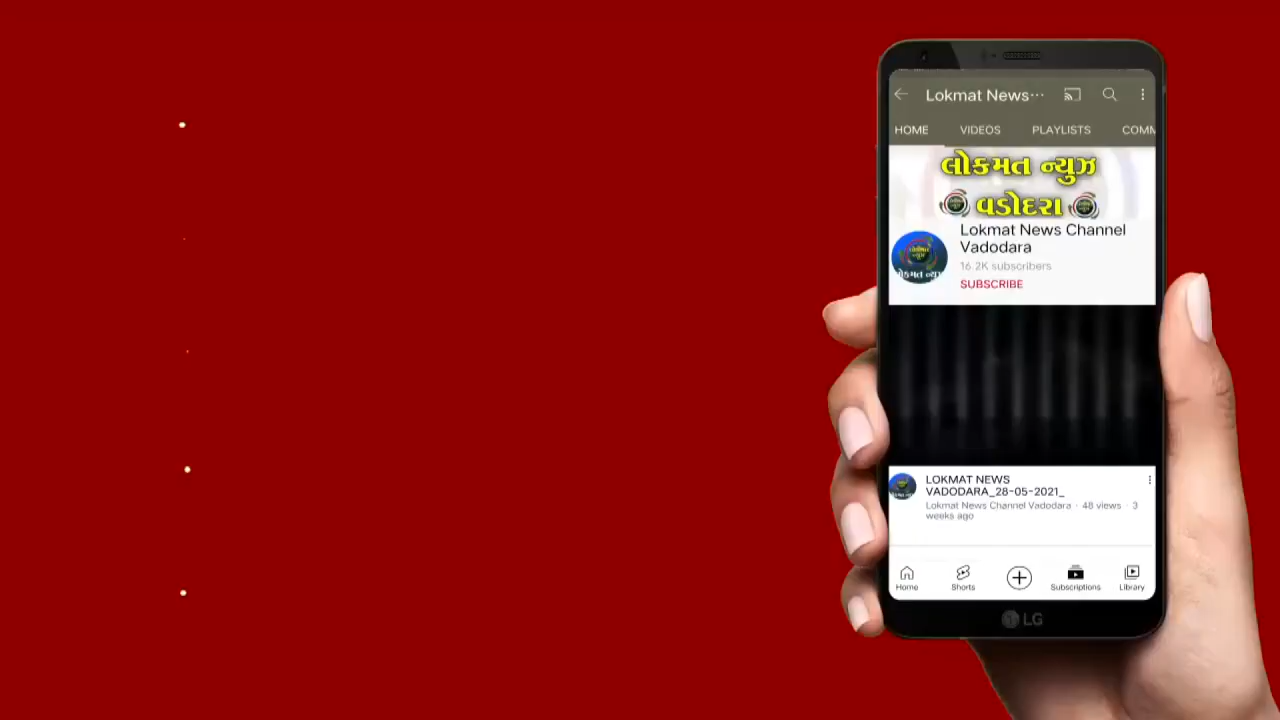 Lokmat News···
HOME VIDEOS PLAYLISTS COMM
લોકમત ન્યુઝ
વડોદરા
Lokmat News Channel
Vadodara
16.2K subscribers
SUBSCRIBE
LOKMAT NEWS
VADODARA_28-05-2021_
Lokmat News Channel Vadodara · 48 views · 3
weeks ago
Home Shorts Subscriptions Library
LG